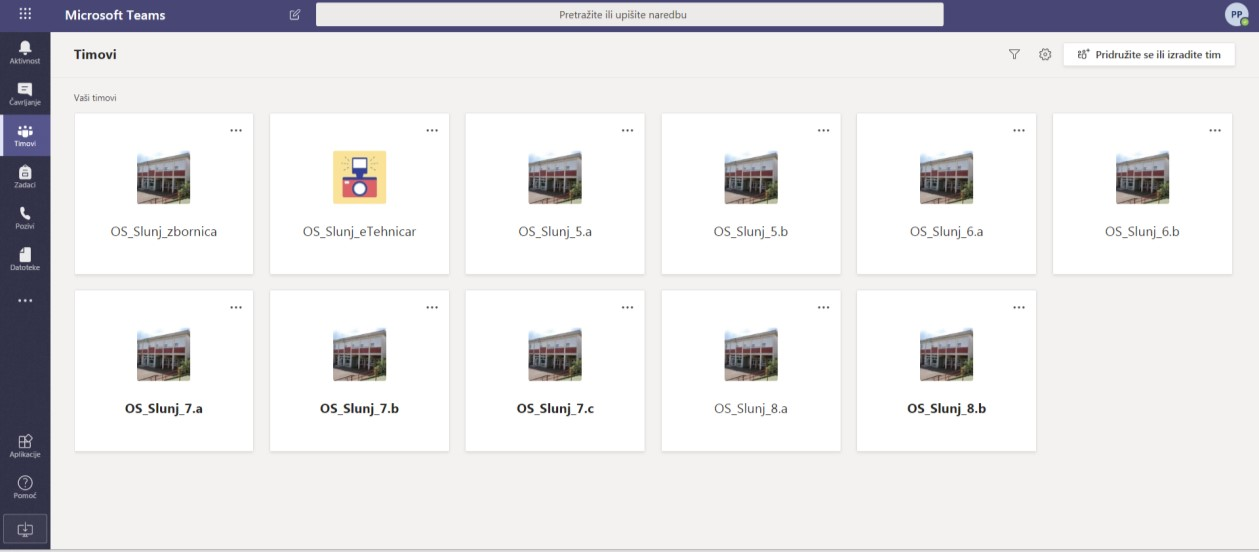 Microsoft Teams
Pretražite ili upišite naredbu
PP
Aktivnost
Čavrljanje
Timovi
Zadaci
Pozivi
Datoteke
Aplikacije
Pomoć
Timovi
Pridružite se ili izradite tim
Vaši timovi
OS_Slunj_zbornica
OS_Slunj_eTehnicar
OS_Slunj_5.a
OS_Slunj_5.b
OS_Slunj_6.a
OS_Slunj_6.b
OS_Slunj_7.a
OS_Slunj_7.b
OS_Slunj_7.c
OS_Slunj_8.a
OS_Slunj_8.b